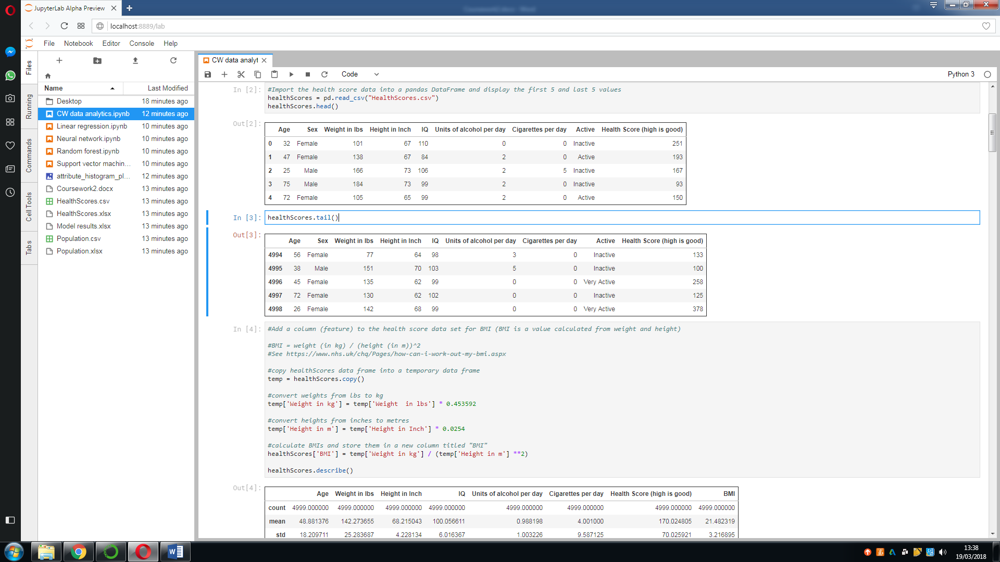 JupyterLab Alpha Preview
localhost:8889/lab
File Notebook Editor Console Help
Files
Running
Commands
Cell Tools
Tabs
Name Last Modified
Desktop 18 minutes ago
CW data analytics.ipynb 12 minutes ago
Linear regression.ipynb 10 minutes ago
Neural network.ipynb 10 minutes ago
Random forest.ipynb 10 minutes ago
Support vector machin... 10 minutes ago
attribute_histogram_pl... 12 minutes ago
Coursework2.docx 13 minutes ago
HealthScores.csv 13 minutes ago
HealthScores.xlsx 13 minutes ago
Model results.xlsx 13 minutes ago
Population.csv 13 minutes ago
Population.xlsx 13 minutes ago
CW data analyt
Code Python 3
In [2]: #Import the health score data into a pandas DataFrame and display the first 5 and last 5 values
healthScores = pd.read_csv("HealthScores.csv")
healthScores.head()
Out[2]:
Age Sex Weight in lbs Height in Inch IQ Units of alcohol per day Cigarettes per day Active Health Score (high is good)
0 32 Female 101 67 110 0 0 Inactive 251
1 47 Female 138 67 84 2 0 Active 193
2 25 Male 166 73 106 2 5 Inactive 167
3 75 Male 184 73 99 2 0 Inactive 93
4 72 Female 105 65 99 2 0 Active 150
In [3]: healthScores.tail()
Out[3]:
Age Sex Weight in lbs Height in Inch IQ Units of alcohol per day Cigarettes per day Active Health Score (high is good)
4994 56 Female 77 64 98 3 0 Inactive 133
4995 38 Male 151 70 103 5 0 Inactive 100
4996 45 Female 135 62 99 0 0 Very Active 258
4997 72 Female 130 62 102 0 0 Inactive 125
4998 26 Female 142 68 99 0 0 Very Active 378
In [4]: #Add a column (feature) to the health score data set for BMI (BMI is a value calculated from weight and height)
#BMI = weight (in kg) / (height (in m))^2
#See https://www.nhs.uk/chq/Pages/how-can-i-work-out-my-bmi.aspx
#copy healthScores data frame into a temporary data frame
temp = healthScores.copy()
#convert weights from lbs to kg
temp['Weight in kg'] = temp['Weight  in lbs'] * 0.453592
#convert heights from inches to metres
temp['Height in m'] = temp['Height in Inch'] * 0.0254
#calculate BMIs and store them in a new column titled "BMI"
healthScores['BMI'] = temp['Weight in kg'] / (temp['Height in m'] **2)
healthScores.describe()
Out[4]:
Age Weight in lbs Height in Inch IQ Units of alcohol per day Cigarettes per day Health Score (high is good) BMI
count 4999.000000 4999.000000 4999.000000 4999.000000 4999.000000 4999.000000 4999.000000 4999.000000
mean 48.881376 142.273655 68.215043 100.056611 0.988198 4.001000 170.024805 21.482319
std 18.209711 25.283687 4.228134 6.016367 1.003226 9.587125 70.025921 3.216895
13:38
19/03/2018